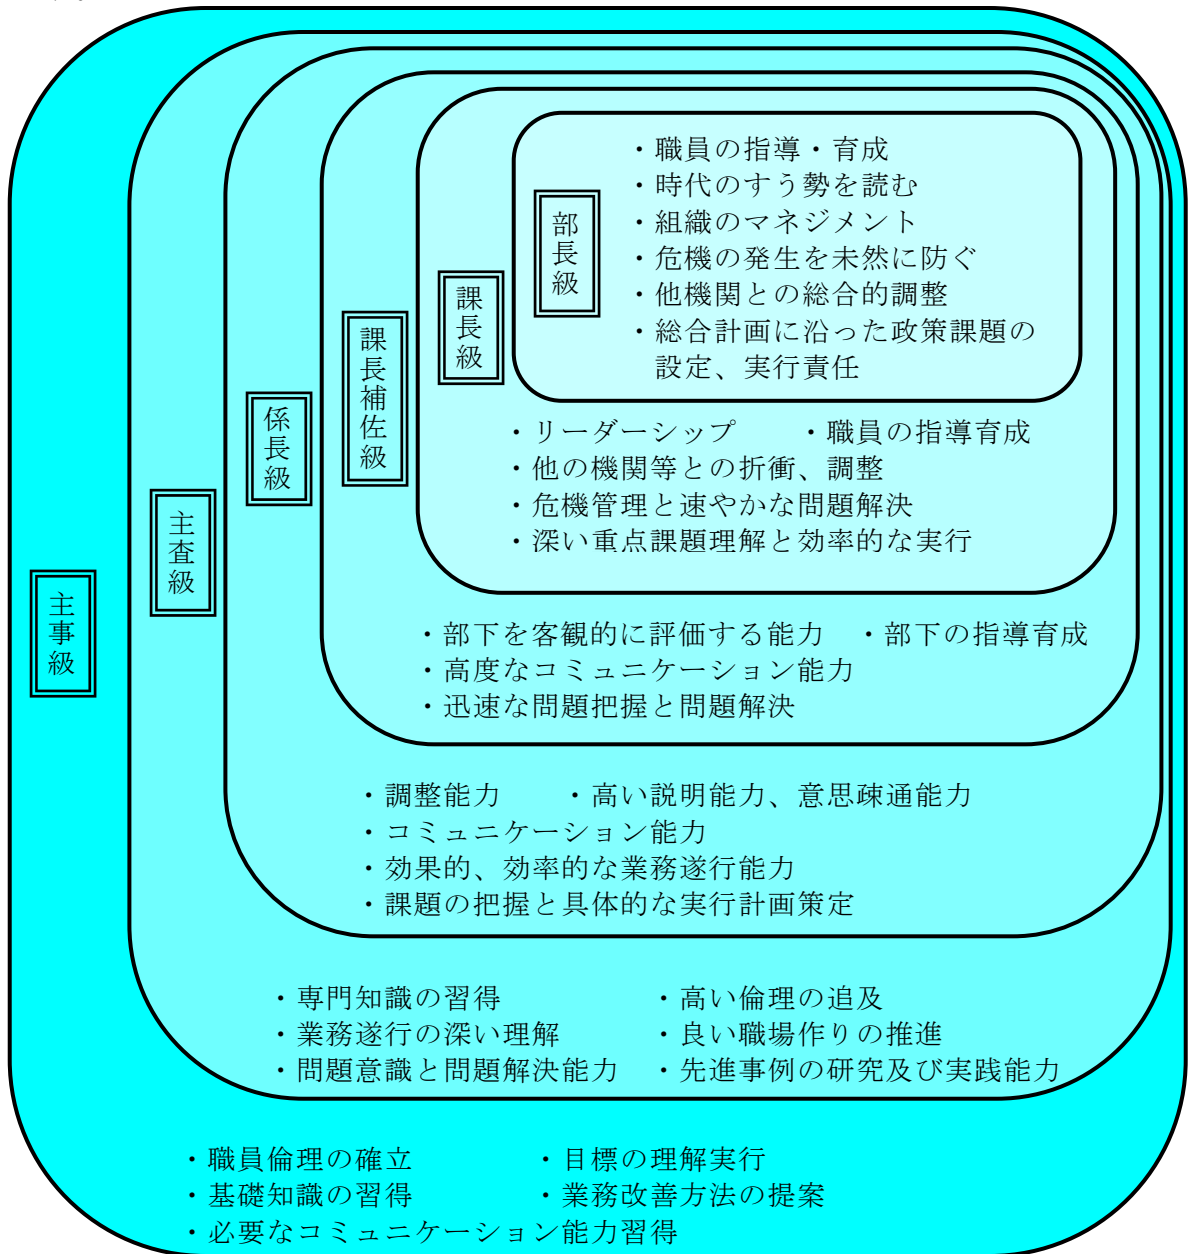 部長級
・職員の指導・育成
・時代のすう勢を読む
・組織のマネジメント
・危機の発生を未然に防ぐ
・他機関との総合的調整
・総合計画に沿った政策課題の
設定、実行責任
課長級
・リーダーシップ　・職員の指導育成
・他の機関等との折衝、調整
・危機管理と速やかな問題解決
・深い重点課題理解と効率的な実行
課長補佐級
・部下を客観的に評価する能力　・部下の指導育成
・高度なコミュニケーション能力
・迅速な問題把握と問題解決
係長級
・調整能力　・高い説明能力、意思疎通能力
・コミュニケーション能力
・効果的、効率的な業務遂行能力
・課題の把握と具体的な実行計画策定
主査級
・専門知識の習得　・高い倫理の追及
・業務遂行の深い理解　・良い職場作りの推進
・問題意識と問題解決能力　・先進事例の研究及び実践能力
主事級
・職員倫理の確立　・目標の理解実行
・基礎知識の習得　・業務改善方法の提案
・必要なコミュニケーション能力習得